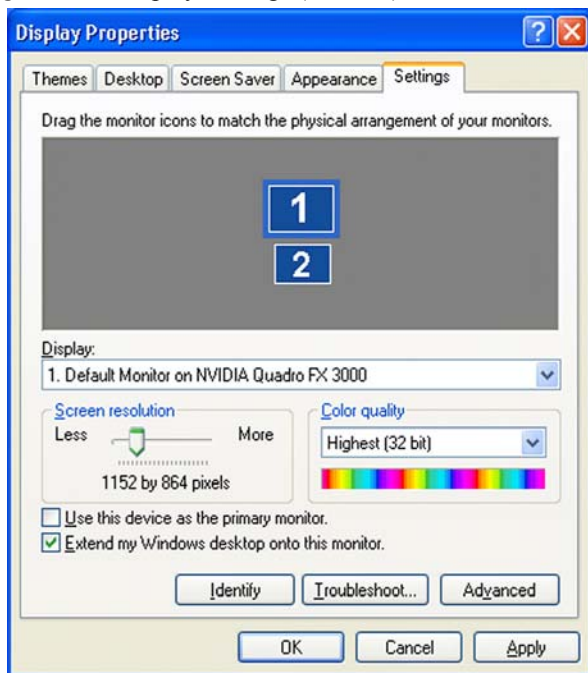 Display Properties
Themes Desktop Screen Saver Appearance Settings
Drag the monitor icons to match the physical arrangement of your monitors.
1
2
Display:
1. Default Monitor on NVIDIA Quadro FX 3000
Screen resolution
Less More
1152 by 864 pixels
Color quality
Highest (32 bit)
Use this device as the primary monitor.
Extend my Windows desktop onto this monitor.
Identify Troubleshoot... Advanced
OK Cancel Apply